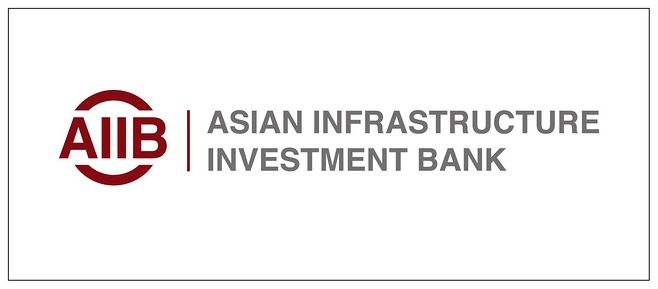 AIIB
ASIAN INFRASTRUCTURE
INVESTMENT BANK